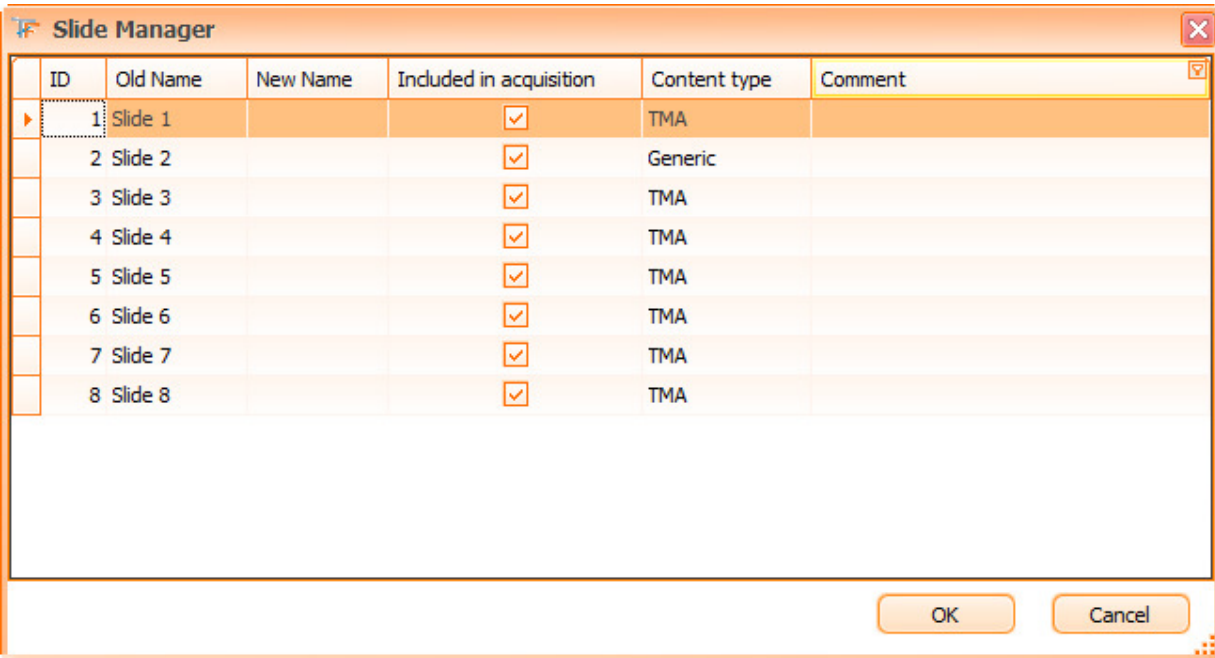 Slide Manager
ID Old Name New Name Included in acquisition Content type Comment
1 Slide 1 TMA
2 Slide 2 Generic
3 Slide 3 TMA
4 Slide 4 TMA
5 Slide 5 TMA
6 Slide 6 TMA
7 Slide 7 TMA
8 Slide 8 TMA
OK Cancel